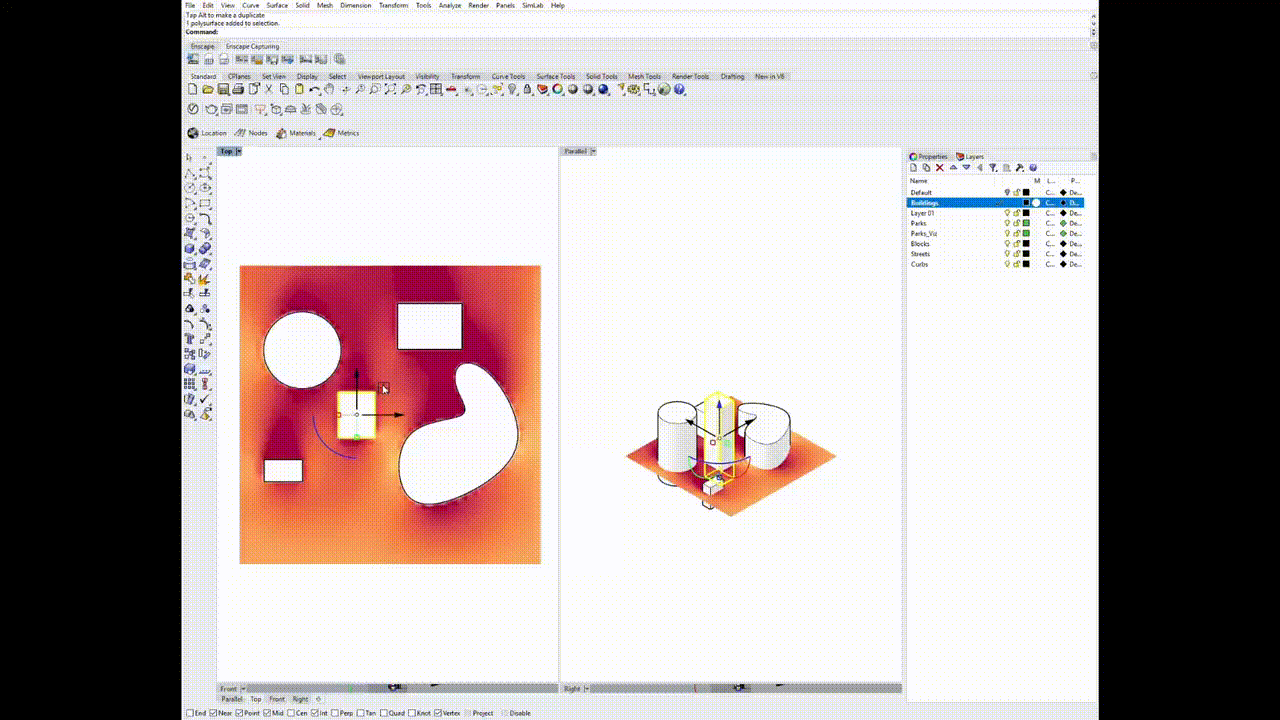 File Edit View Curve Surface Solid Mesh Dimension Transform Tools Analyze Render Panels SimLab Help
Tap Alt to make a duplicate
1 polysurface added to selection.
Command:
Enscape Enscape Capturing
Standard CPlanes Set View Display Select Viewport Layout Visibility Transform Curve Tools Surface Tools Solid Tools Mesh Tools Render Tools Drafting New in V6
Location Nodes Materials Metrics
Top
Parallel
Properties Layers
Name M L... P...
Default C... De...
Buildings C... D...
Layer 01 C... De...
Parks C... De...
Parks_Viz C... De...
Blocks C... De...
Streets C... De...
Curbs C... De...
Front
Right
Parallel Top Front Right
End Near Point Mid Cen Int Perp Tan Quad Knot Vertex Project Disable